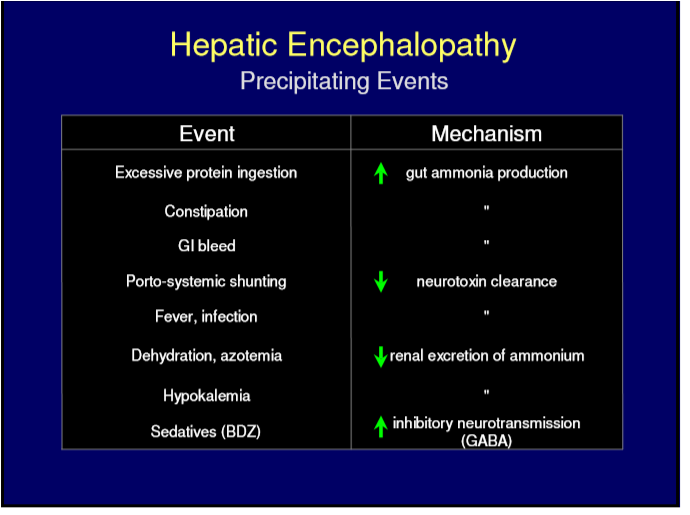 Hepatic Encephalopathy
Precipitating Events
Event Mechanism
Excessive protein ingestion gut ammonia production
Constipation "
GI bleed "
Porto-systemic shunting neurotoxin clearance
Fever, infection "
Dehydration, azotemia renal excretion of ammonium
Hypokalemia "
Sedatives (BDZ) inhibitory neurotransmission
(GABA)